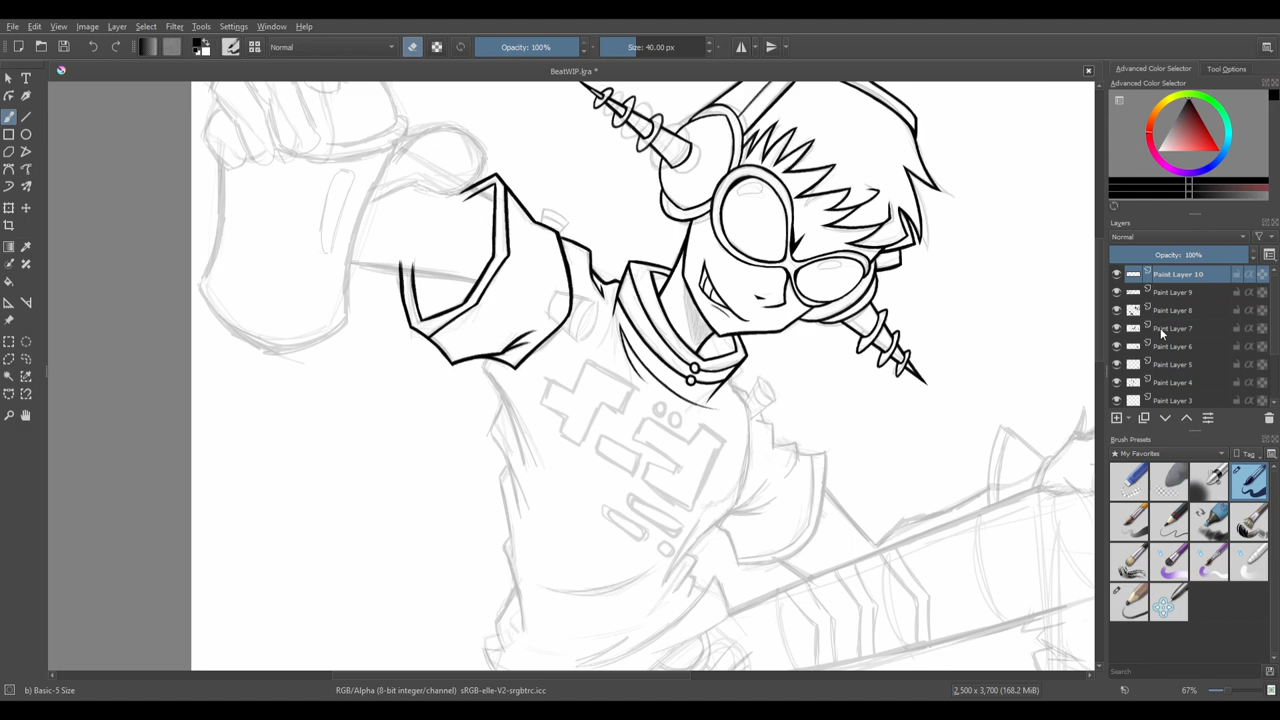 File Edit View Image Layer Select Filter Tools Settings Window Help
Normal Opacity: 100% Size: 40.00 px
BeatWIP.kra *
Advanced Color Selector Tool Options
Advanced Color Selector
Layers
Normal
Opacity: 100%
Paint Layer 10
Paint Layer 9
Paint Layer 8
Paint Layer 7
Paint Layer 6
Paint Layer 5
Paint Layer 4
Paint Layer 3
Brush Presets
My Favorites Tag
Search
b) Basic-5 Size RGB/Alpha (8-bit integer/channel) sRGB-elle-V2-srgbtrc.icc 2,500 x 3,700 (168.2 MiB) 67%